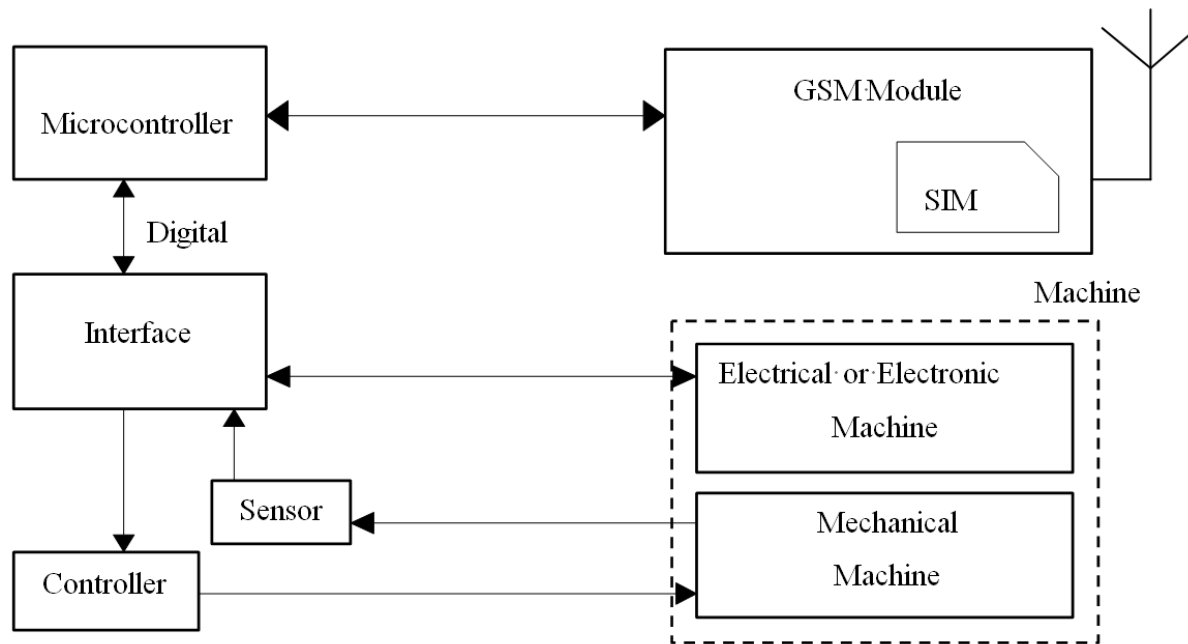 Microcontroller
GSM Module
SIM
Digital
Machine
Interface
Electrical or Electronic
Machine
Sensor
Mechanical
Machine
Controller